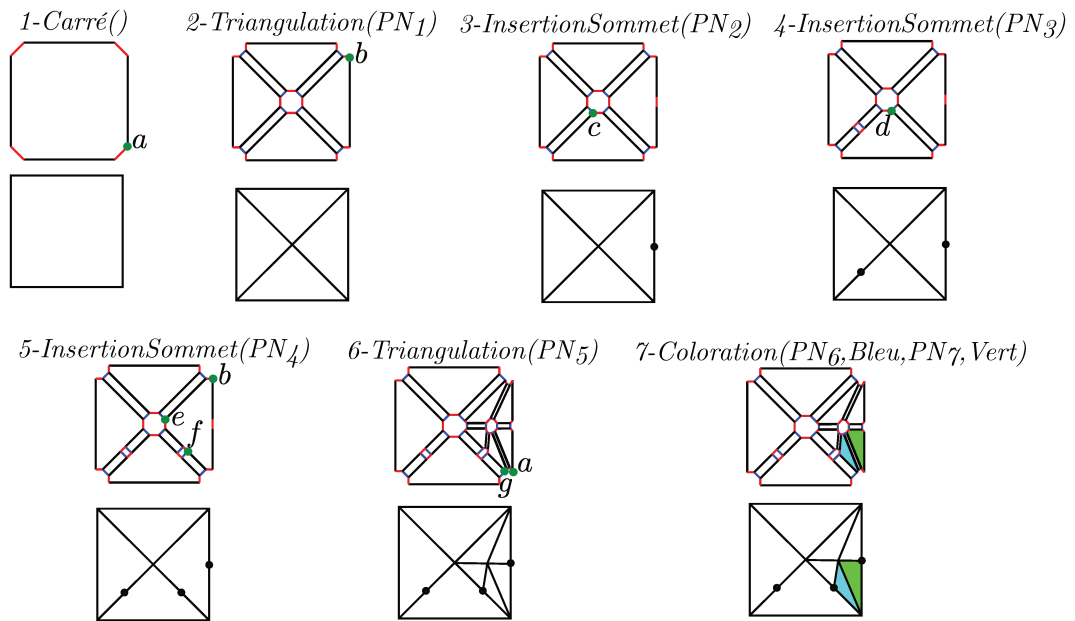 1-Carré()
2-Triangulation(PN1)
3-InsertionSommet(PN2)
4-InsertionSommet(PN3)
a
b
c
d
5-InsertionSommet(PN4)
6-Triangulation(PN5)
7-Coloration(PN6,Bleu,PN7,Vert)
b
e
f
a
g